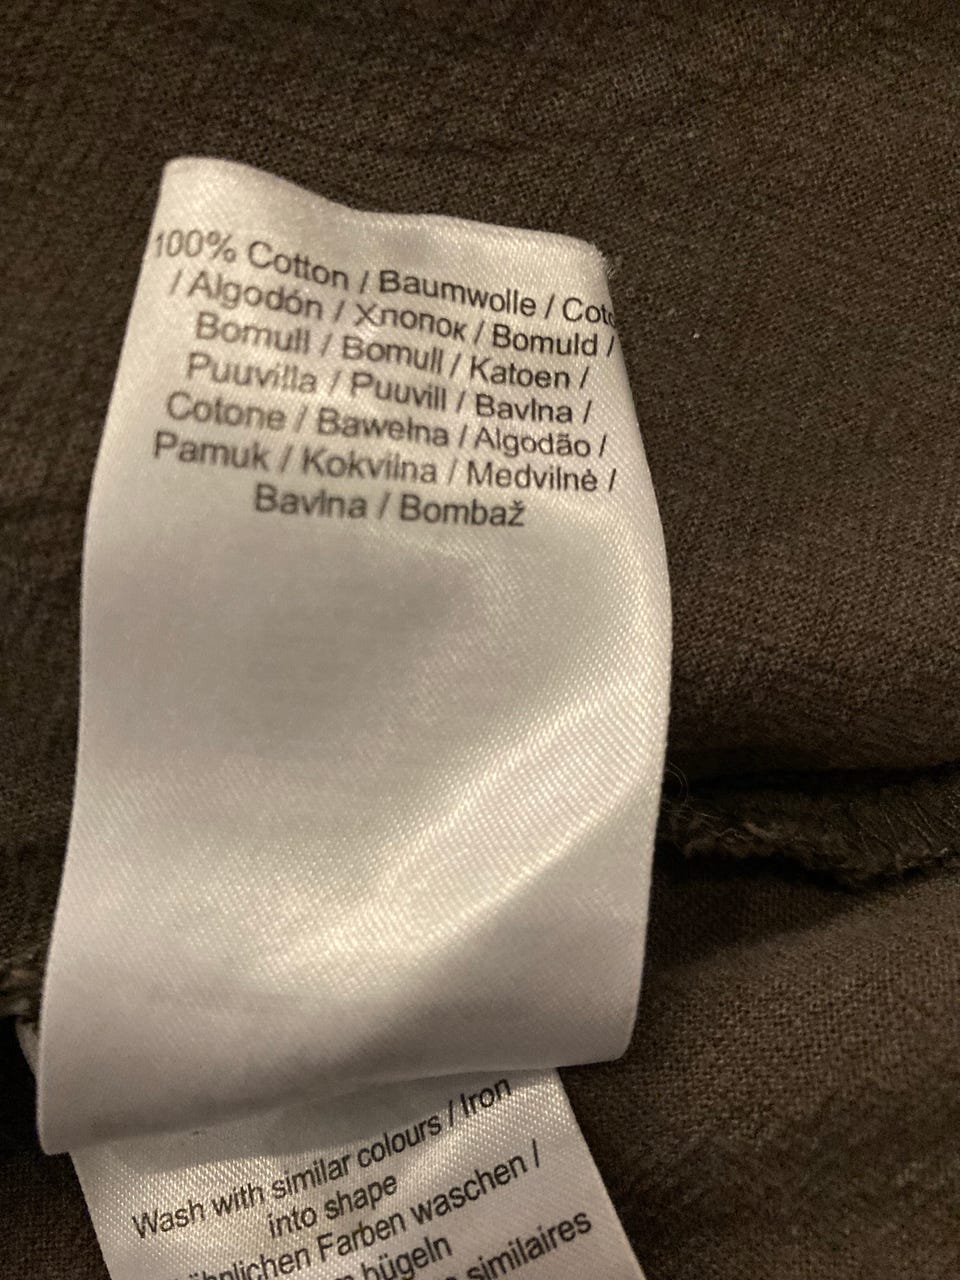 100% Cotton / Baumwolle / Coto
/ Algodón / Хлопок / Bomuld /
Bomull / Bomull / Katoen /
Puuvilla / Puuvill / Bavlna /
Cotone / Bawełna / Algodão /
Pamuk / Kokvilna / Medvilnė /
Bavlna / Bombaž
Wash with similar colours / Iron
into shape
Farben waschen /
bügeln
similaires